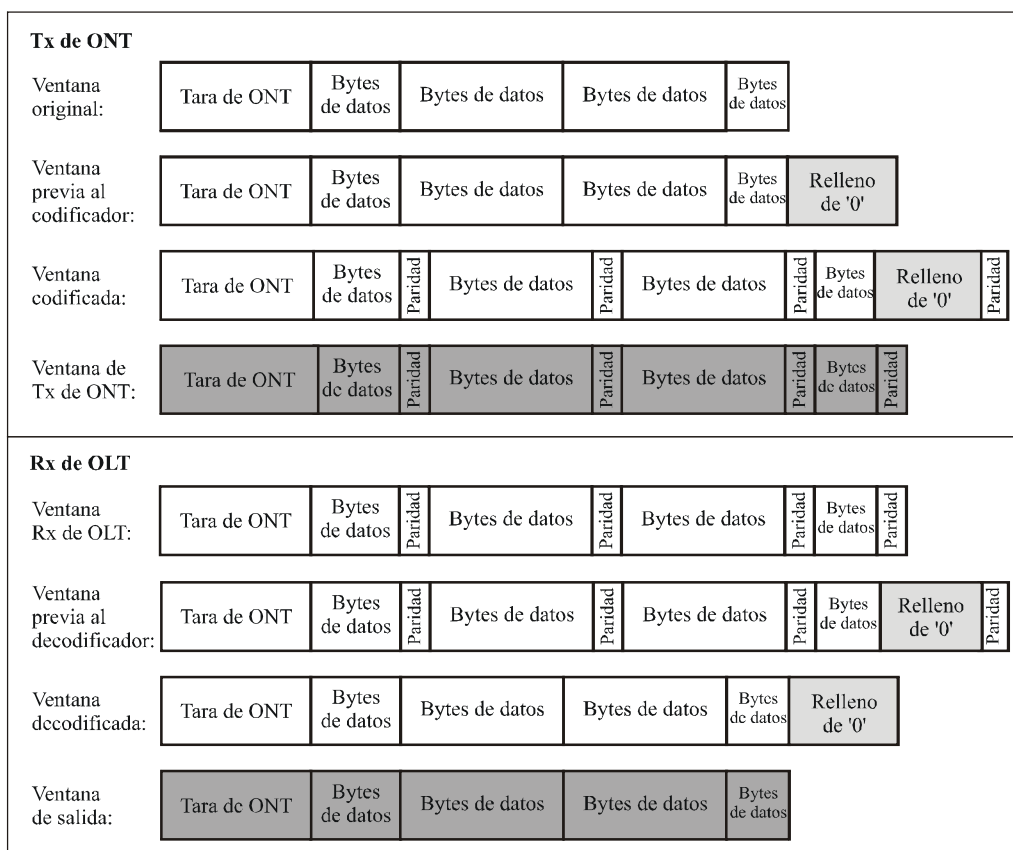 Tx de ONT
Ventana
original:
Tara de ONT
Bytes
de datos
Bytes de datos
Bytes de datos
Bytes
de datos
Ventana
previa al
codificador:
Tara de ONT
Bytes
de datos
Bytes de datos
Bytes de datos
Bytes
de datos
Relleno
de '0'
Ventana
codificada:
Tara de ONT
Bytes
de datos
Paridad
Bytes de datos
Paridad
Bytes de datos
Paridad
Bytes
de datos
Relleno
de '0'
Paridad
Ventana de
Tx de ONT:
Tara de ONT
Bytes
de datos
Paridad
Bytes de datos
Paridad
Bytes de datos
Paridad
Bytes
de datos
Paridad
Rx de OLT
Ventana
Rx de OLT:
Tara de ONT
Bytes
de datos
Paridad
Bytes de datos
Paridad
Bytes de datos
Paridad
Bytes
de datos
Paridad
Ventana
previa al
decodificador:
Tara de ONT
Bytes
de datos
Paridad
Bytes de datos
Paridad
Bytes de datos
Paridad
Bytes
de datos
Relleno
de '0'
Paridad
Ventana
decodificada:
Tara de ONT
Bytes
de datos
Bytes de datos
Bytes de datos
Bytes
de datos
Relleno
de '0'
Ventana
de salida:
Tara de ONT
Bytes
de datos
Bytes de datos
Bytes de datos
Bytes
de datos